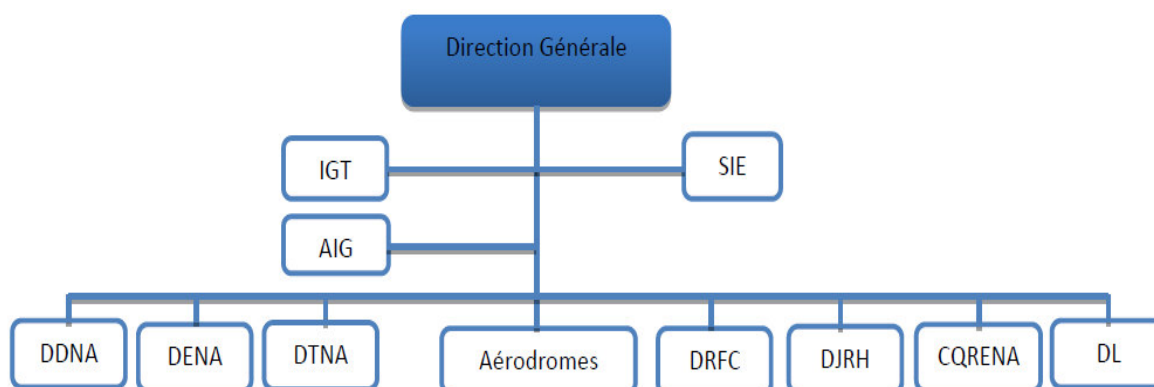 Direction Générale
IGT
SIE
AIG
DDNA
DENA
DTNA
Aérodromes
DRFC
DJRH
CQRENA
DL